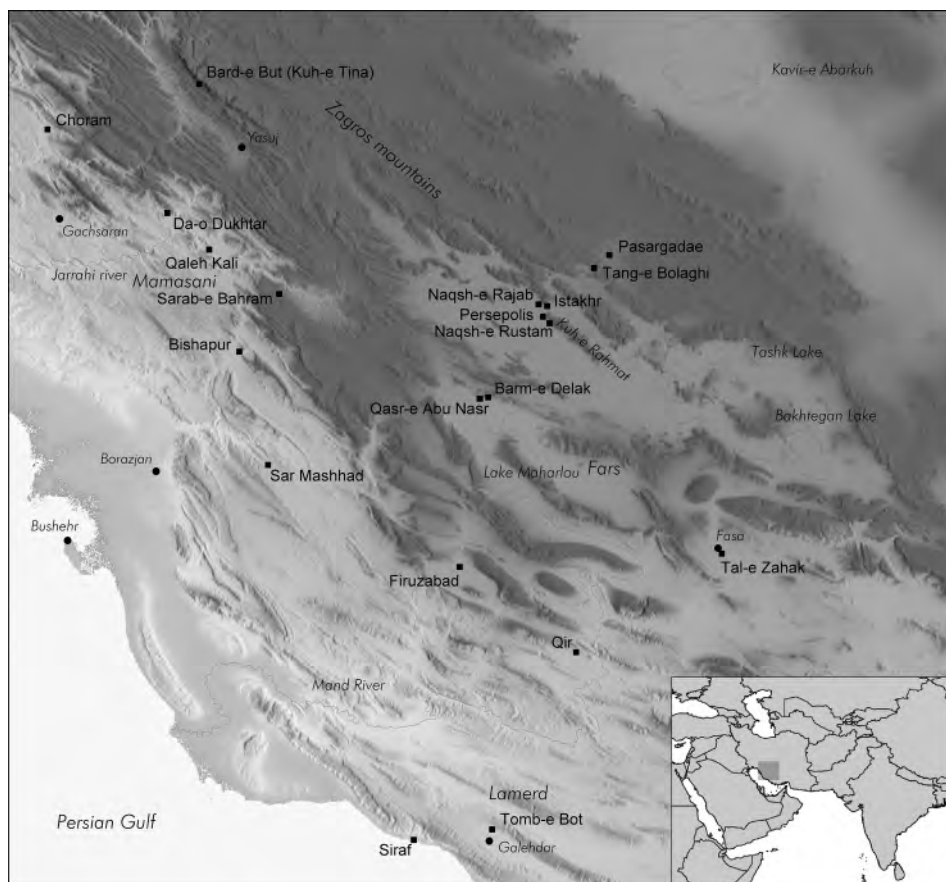 Bard-e But (Kuh-e Tina)
Kavir-e Abarkuh
Choram
Yasuj
Zagros mountains
Gachsaran
Da-o Dukhtar
Pasargadae
Qaleh Kali
Tang-e Bolaghi
Jarrahi river
Mamasani
Sarab-e Bahram
Naqsh-e Rajab
Istakhr
Persepolis
Naqsh-e Rustam
Kuh-e Rahmat
Bishapur
Tashk Lake
Barm-e Delak
Qasr-e Abu Nasr
Bakhtegan Lake
Borazjan
Sar Mashhad
Lake Maharlou
Fars
Bushehr
Fasa
Tal-e Zahak
Firuzabad
Qir
Mand River
Lamerd
Persian Gulf
Tomb-e Bot
Siraf
Galehdar